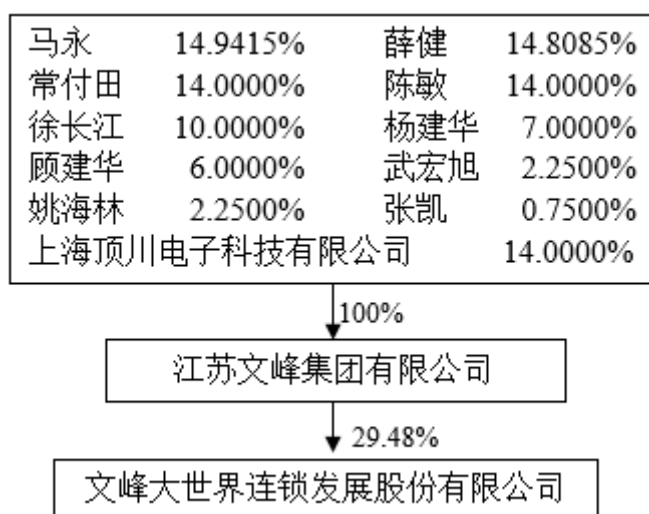 马永 14.9415% 薛健 14.8085%
常付田 14.0000% 陈敏 14.0000%
徐长江 10.0000% 杨建华 7.0000%
顾建华 6.0000% 武宏旭 2.2500%
姚海林 2.2500% 张凯 0.7500%
上海顶川电子科技有限公司 14.0000%
100%
江苏文峰集团有限公司
29.48%
文峰大世界连锁发展股份有限公司